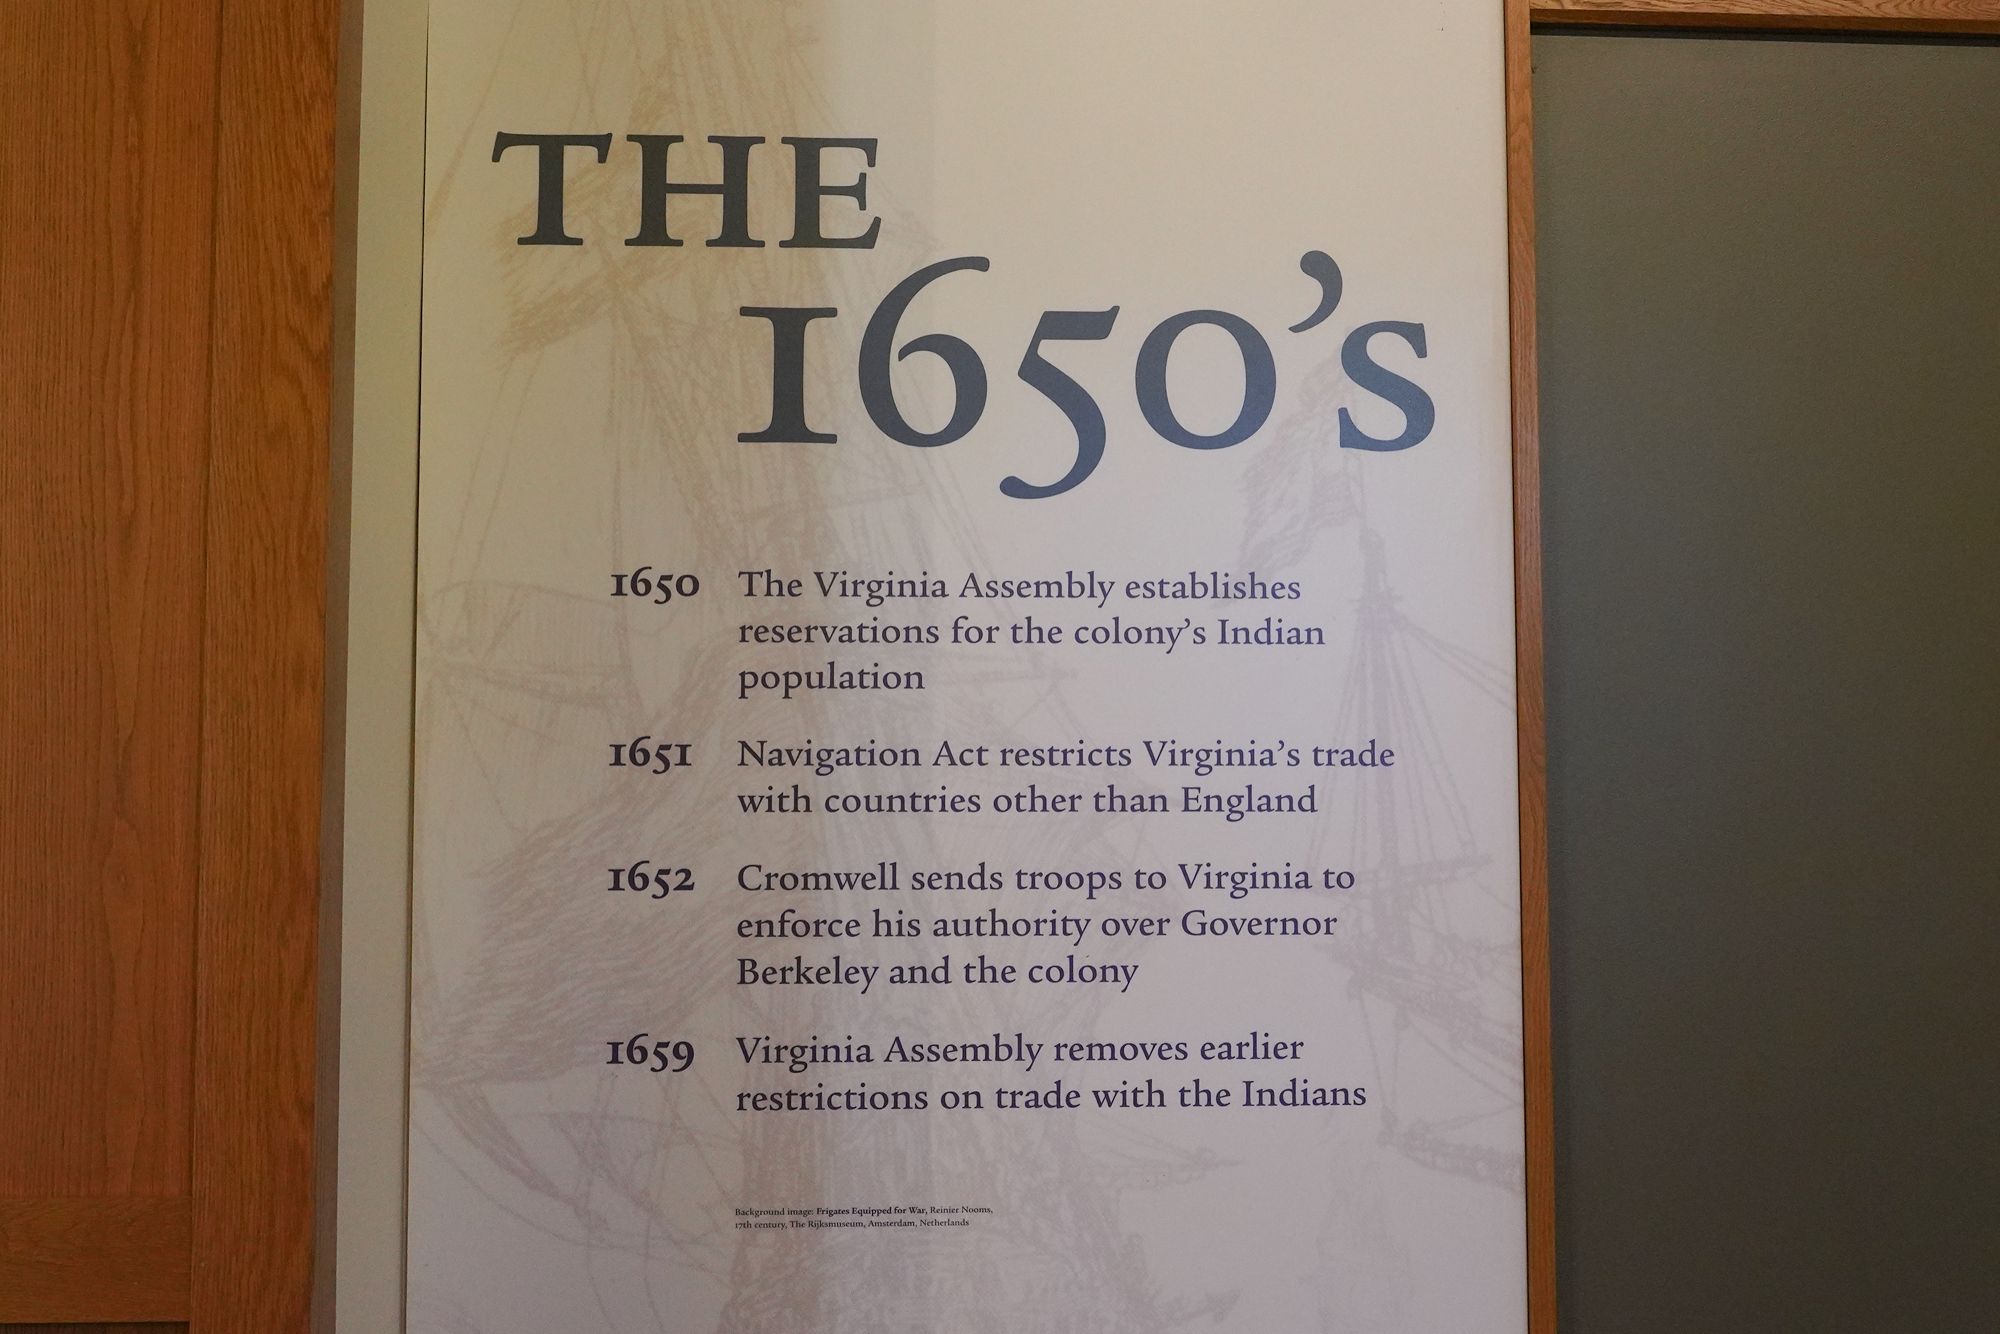 THE
1650's
1650 The Virginia Assembly establishes
reservations for the colony's Indian
population
1651 Navigation Act restricts Virginia's trade
with countries other than England
1652 Cromwell sends troops to Virginia to
enforce his authority over Governor
Berkeley and the colony
1659 Virginia Assembly removes earlier
restrictions on trade with the Indians
Background image: Frigates Equipped for War, Reinier Nooms,
17th century, The Rijksmuseum, Amsterdam, Netherlands